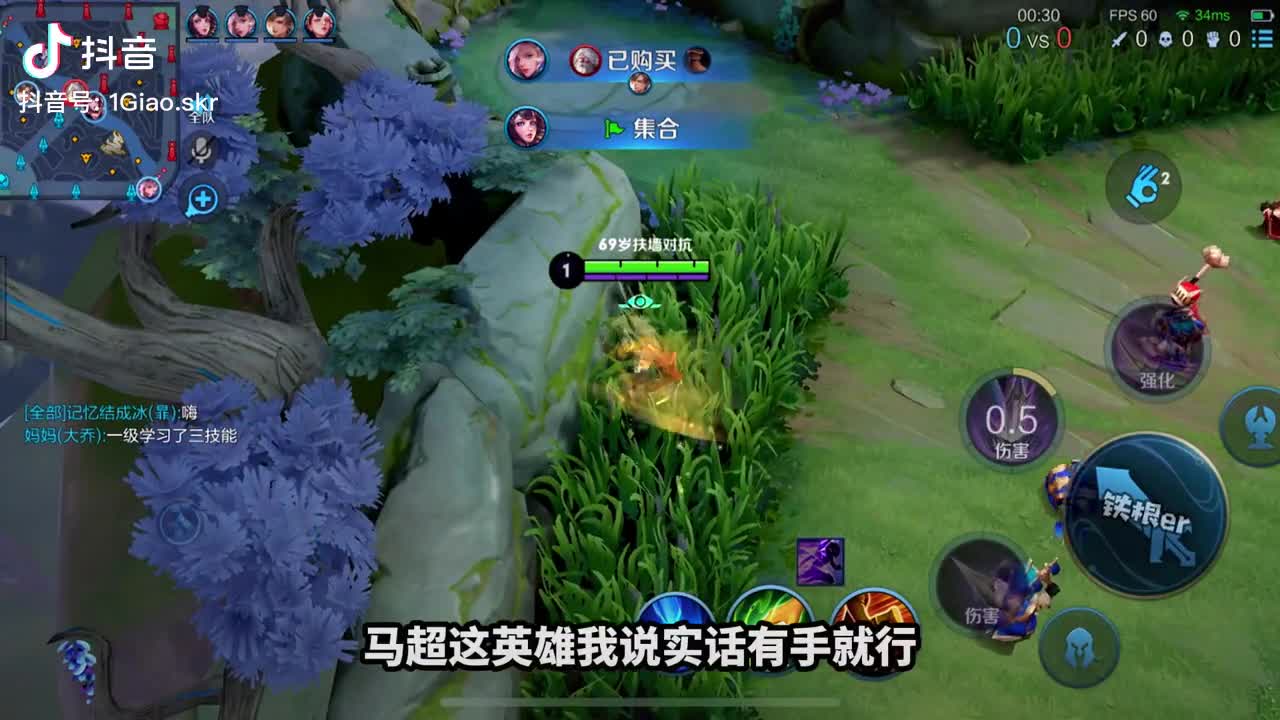 抖音
抖音号: 1Giao.skr
全队
已购买
集合
00:30
FPS 60
34ms
0 VS 0
0
0
0
2
69岁扶墙对抗
1
强化
0.5
伤害
铁根er
伤害
[全部]记忆结成冰(暃):嗨
妈妈(大乔):一级学习了三技能
马超这英雄我说实话有手就行